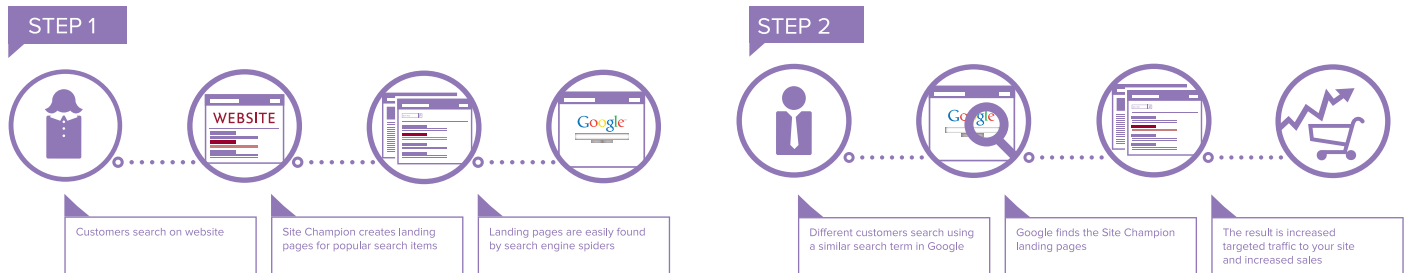 STEP 1
WEBSITE
Google
Customers search on website
Site Champion creates landing
pages for popular search items
Landing pages are easily found
by search engine spiders
STEP 2
Google
Different customers search using
a similar search term in Google
Google finds the Site Champion
landing pages
The result is increased
targeted traffic to your site
and increased sales